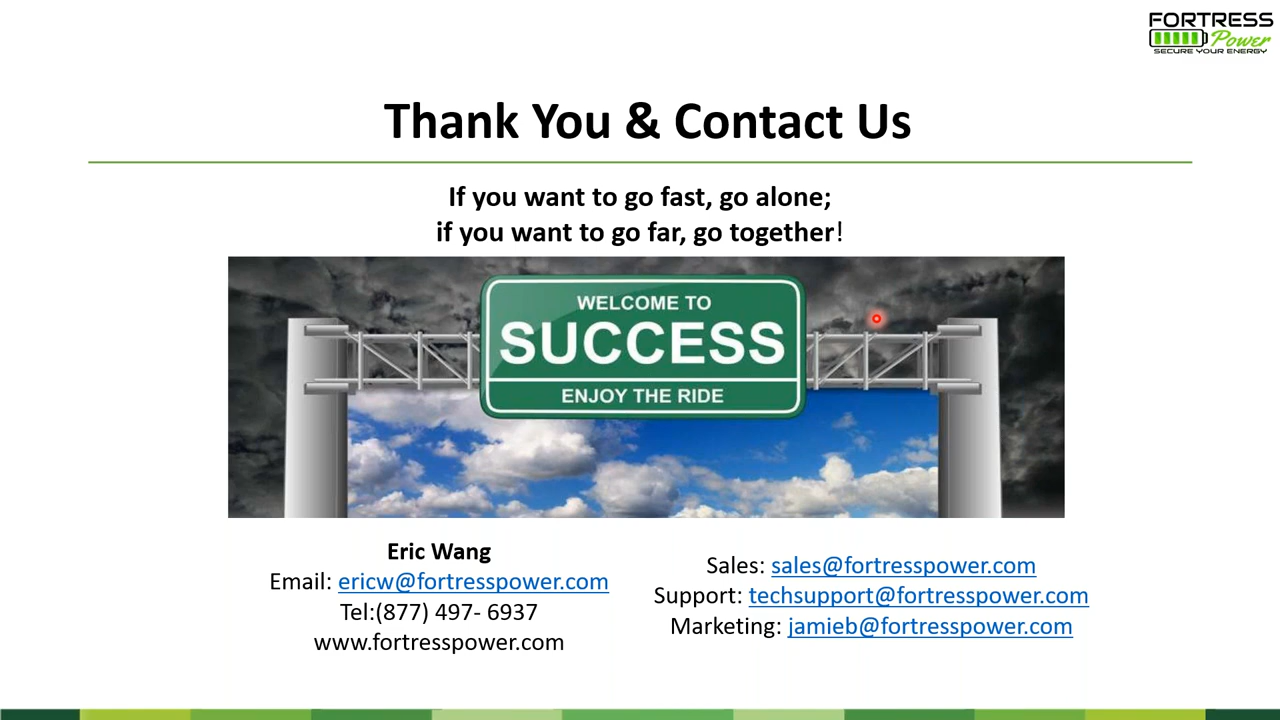 FORTRESS
Power
SECURE YOUR ENERGY
Thank You & Contact Us
If you want to go fast, go alone;
if you want to go far, go together!
WELCOME TO
SUCCESS
ENJOY THE RIDE
Eric Wang
Email: ericw@fortresspower.com
Tel:(877) 497- 6937
www.fortresspower.com
Sales: sales@fortresspower.com
Support: techsupport@fortresspower.com
Marketing: jamieb@fortresspower.com